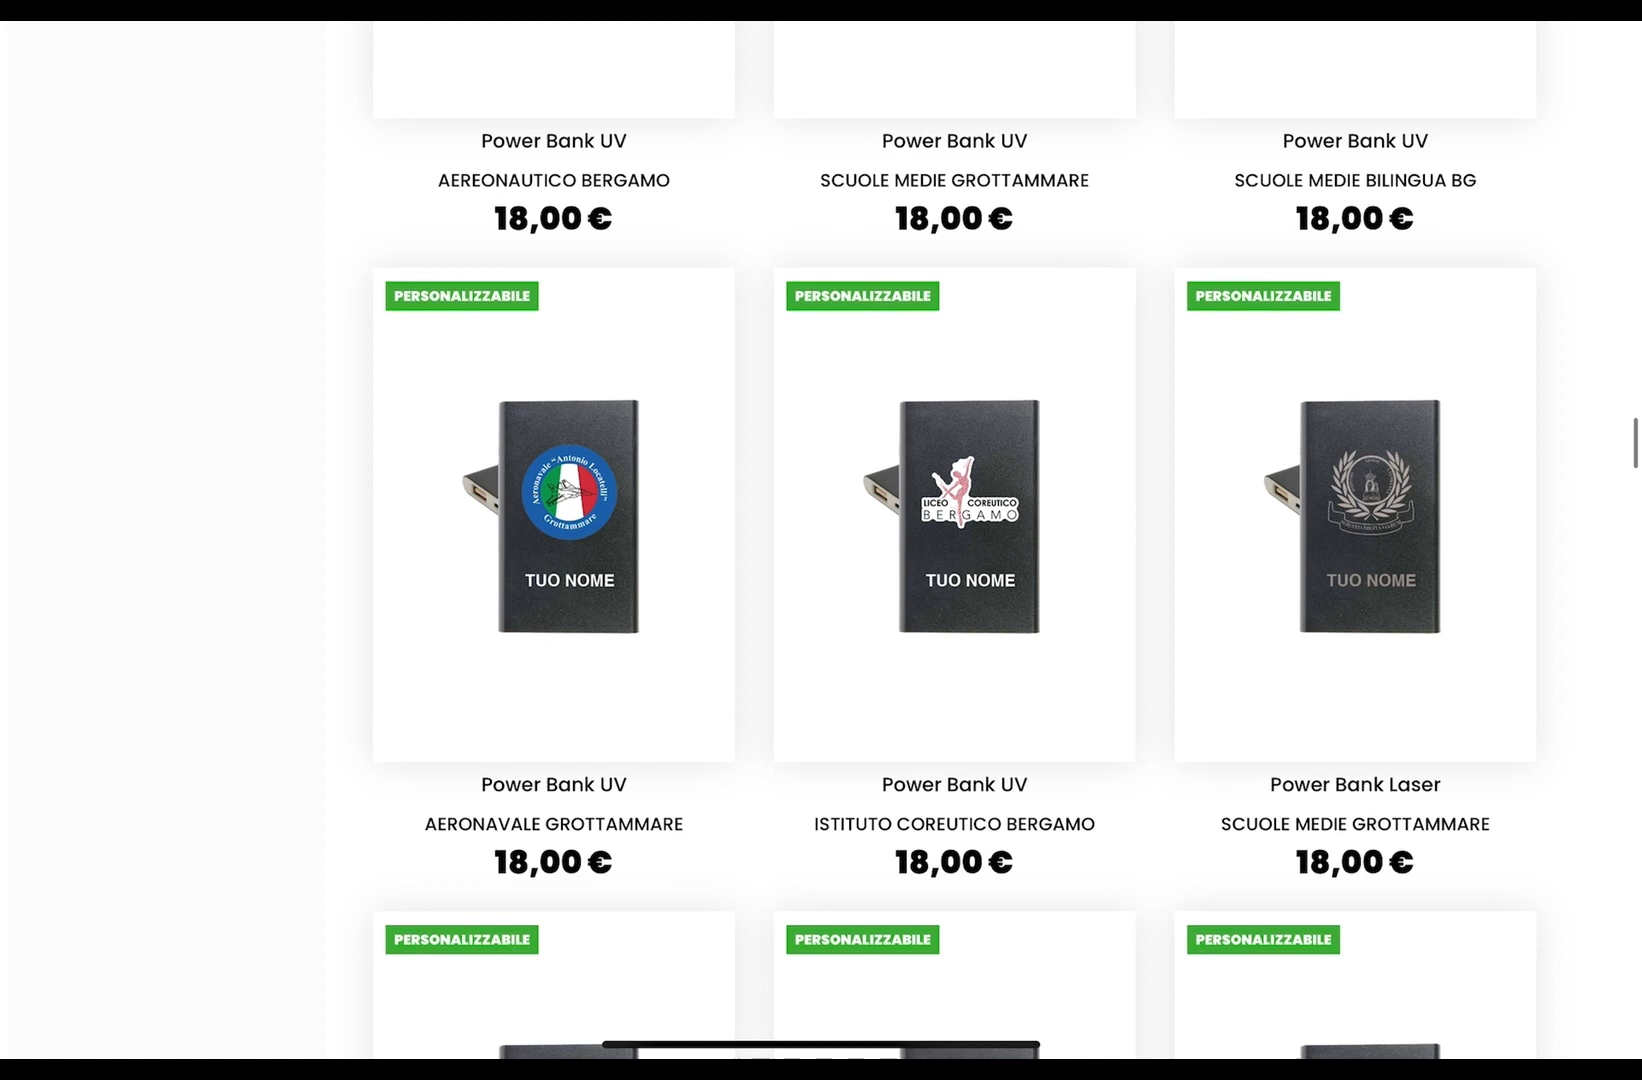 Power Bank UV
AEREONAUTICO BERGAMO
18,00 €
Power Bank UV
SCUOLE MEDIE GROTTAMMARE
18,00 €
Power Bank UV
SCUOLE MEDIE BILINGUA BG
18,00 €
PERSONALIZZABILE
Aeronavale "Antonio Locatelli"
Grottammare
TUO NOME
Power Bank UV
AERONAVALE GROTTAMMARE
18,00 €
PERSONALIZZABILE
LICEO COREUTICO
BERGAMO
TUO NOME
Power Bank UV
ISTITUTO COREUTICO BERGAMO
18,00 €
PERSONALIZZABILE
TUO NOME
Power Bank Laser
SCUOLE MEDIE GROTTAMMARE
18,00 €
PERSONALIZZABILE
PERSONALIZZABILE
PERSONALIZZABILE